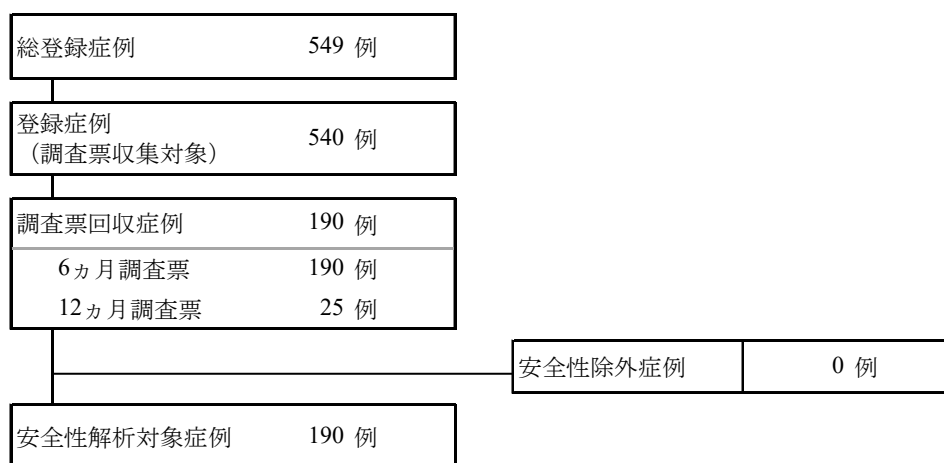 総登録症例 549 例
登録症例
（調査票収集対象） 540 例
調査票回収症例 190 例
6ヵ月調査票 190 例
12ヵ月調査票 25 例
安全性除外症例 0 例
安全性解析対象症例 190 例